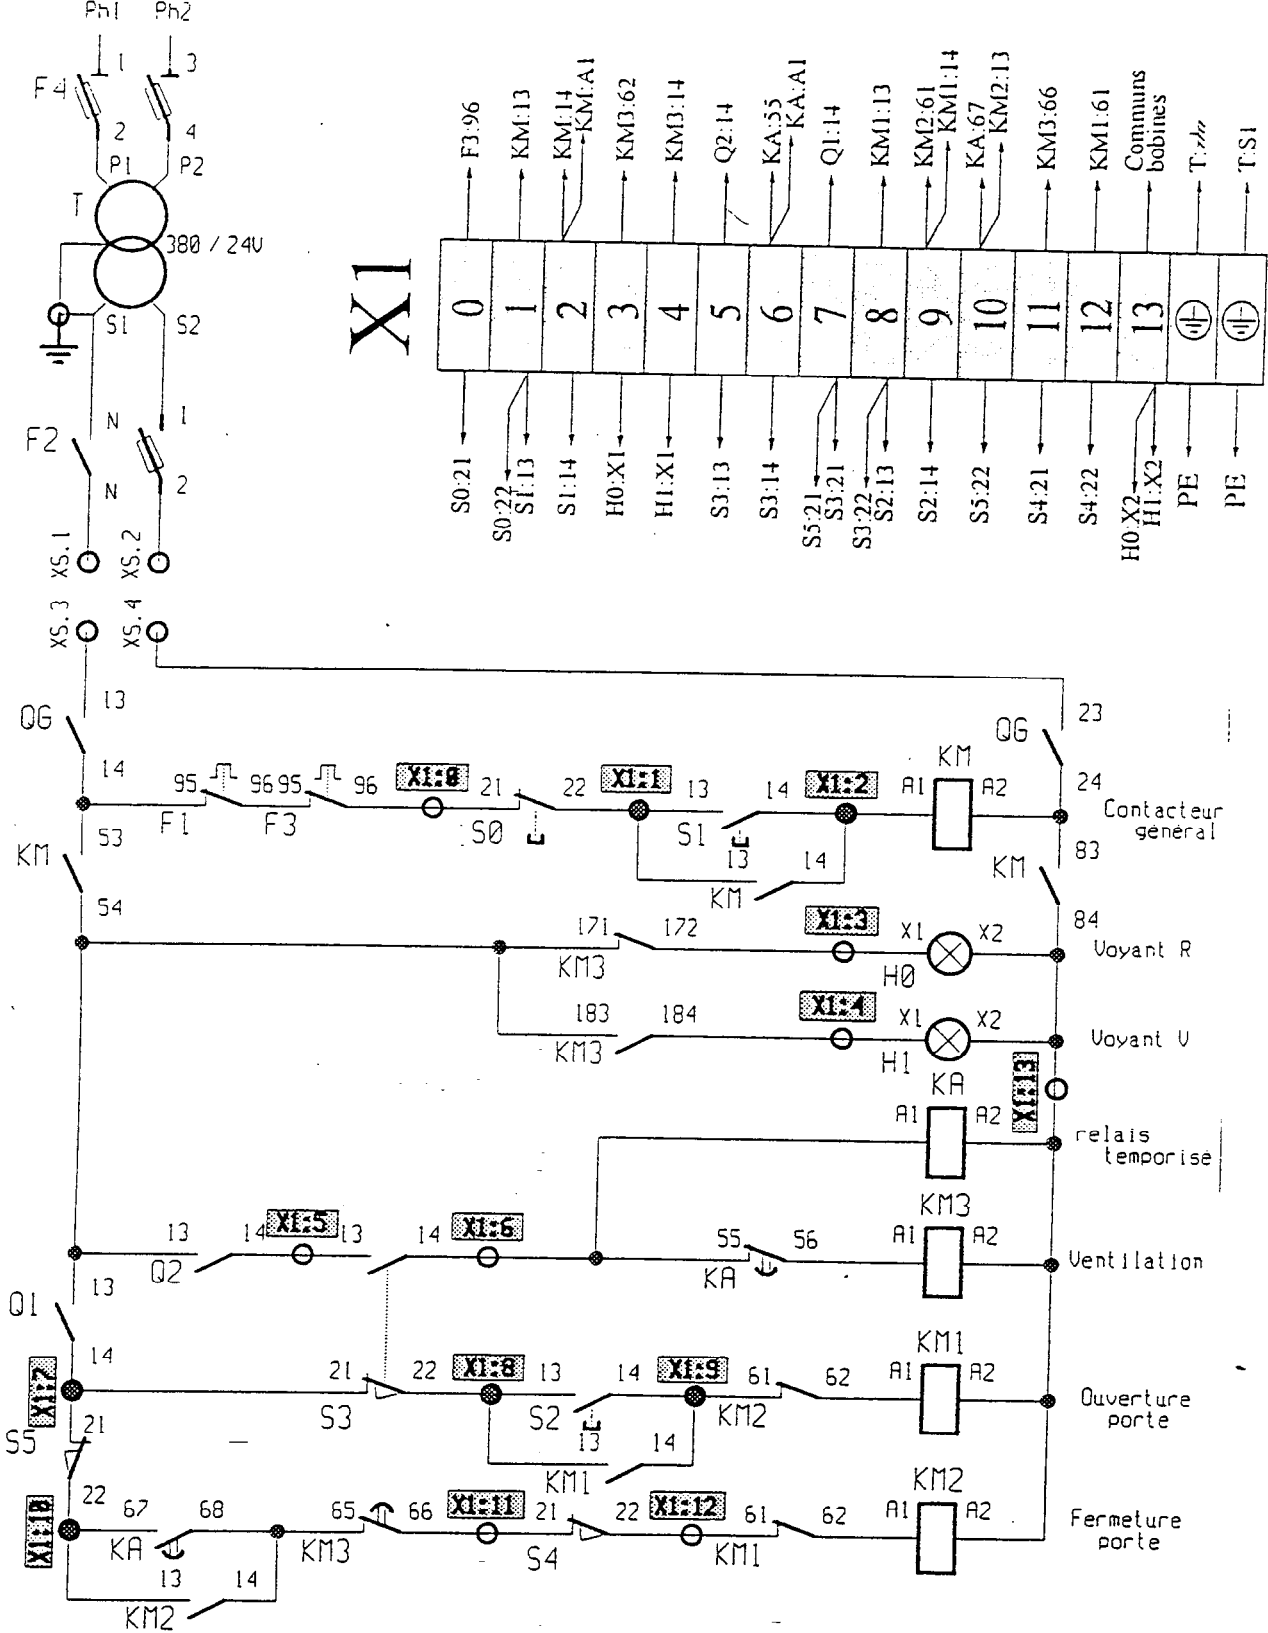 Ph1 Ph2
1 3
F4
2 4
P1 P2
T
380 / 24V
S1 S2
N 1
F2
N 2
XS.1 XS.2
XS.3 XS.4
X1
F3:96
KM:13
KM:14
KM:A1
KM3:62
KM3:14
Q2:14
KA:55
KA:A1
Q1:14
KM1:13
KM2:61
KM1:14
KA:67
KM2:13
KM3:66
KM1:61
Communs
bobines
T:
T:S1
0 1 2 3 4 5 6 7 8 9 10 11 12 13
S0:21
S0:22
S1:13
S1:14
H0:X1
H1:X1
S3:13
S3:14
S5:21
S3:21
S3:22
S2:13
S2:14
S5:22
S4:21
S4:22
H0:X2
H1:X2
PE
PE
13 23
QG QG
14 24
95 96 95 96 X1:0 21 22 X1:1 13 14 X1:2 A1 KM A2
F1 F3 S0 S1
Contacteur
général
13 14
KM
53 83
KM KM
54 84
171 172 X1:3 X1 X2
KM3 H0
Voyant R
183 184 X1:4 X1 X2
KM3 H1
Voyant V
X1:13
KA
A1 A2
relais
temporisé
13 14 X1:5 13 14 X1:6 55 56 KM3 A1 A2
Q2 KA
Ventilation
13
Q1
14
X1:7
21 22 X1:8 13 14 X1:9 61 62 KM1 A1 A2
S3 S2 KM2
Ouverture
porte
13 14
KM1
21
S5
22
X1:10
67 68 65 66 X1:11 21 22 X1:12 61 62 KM2 A1 A2
KA KM3 S4 KM1
Fermeture
porte
13 14
KM2